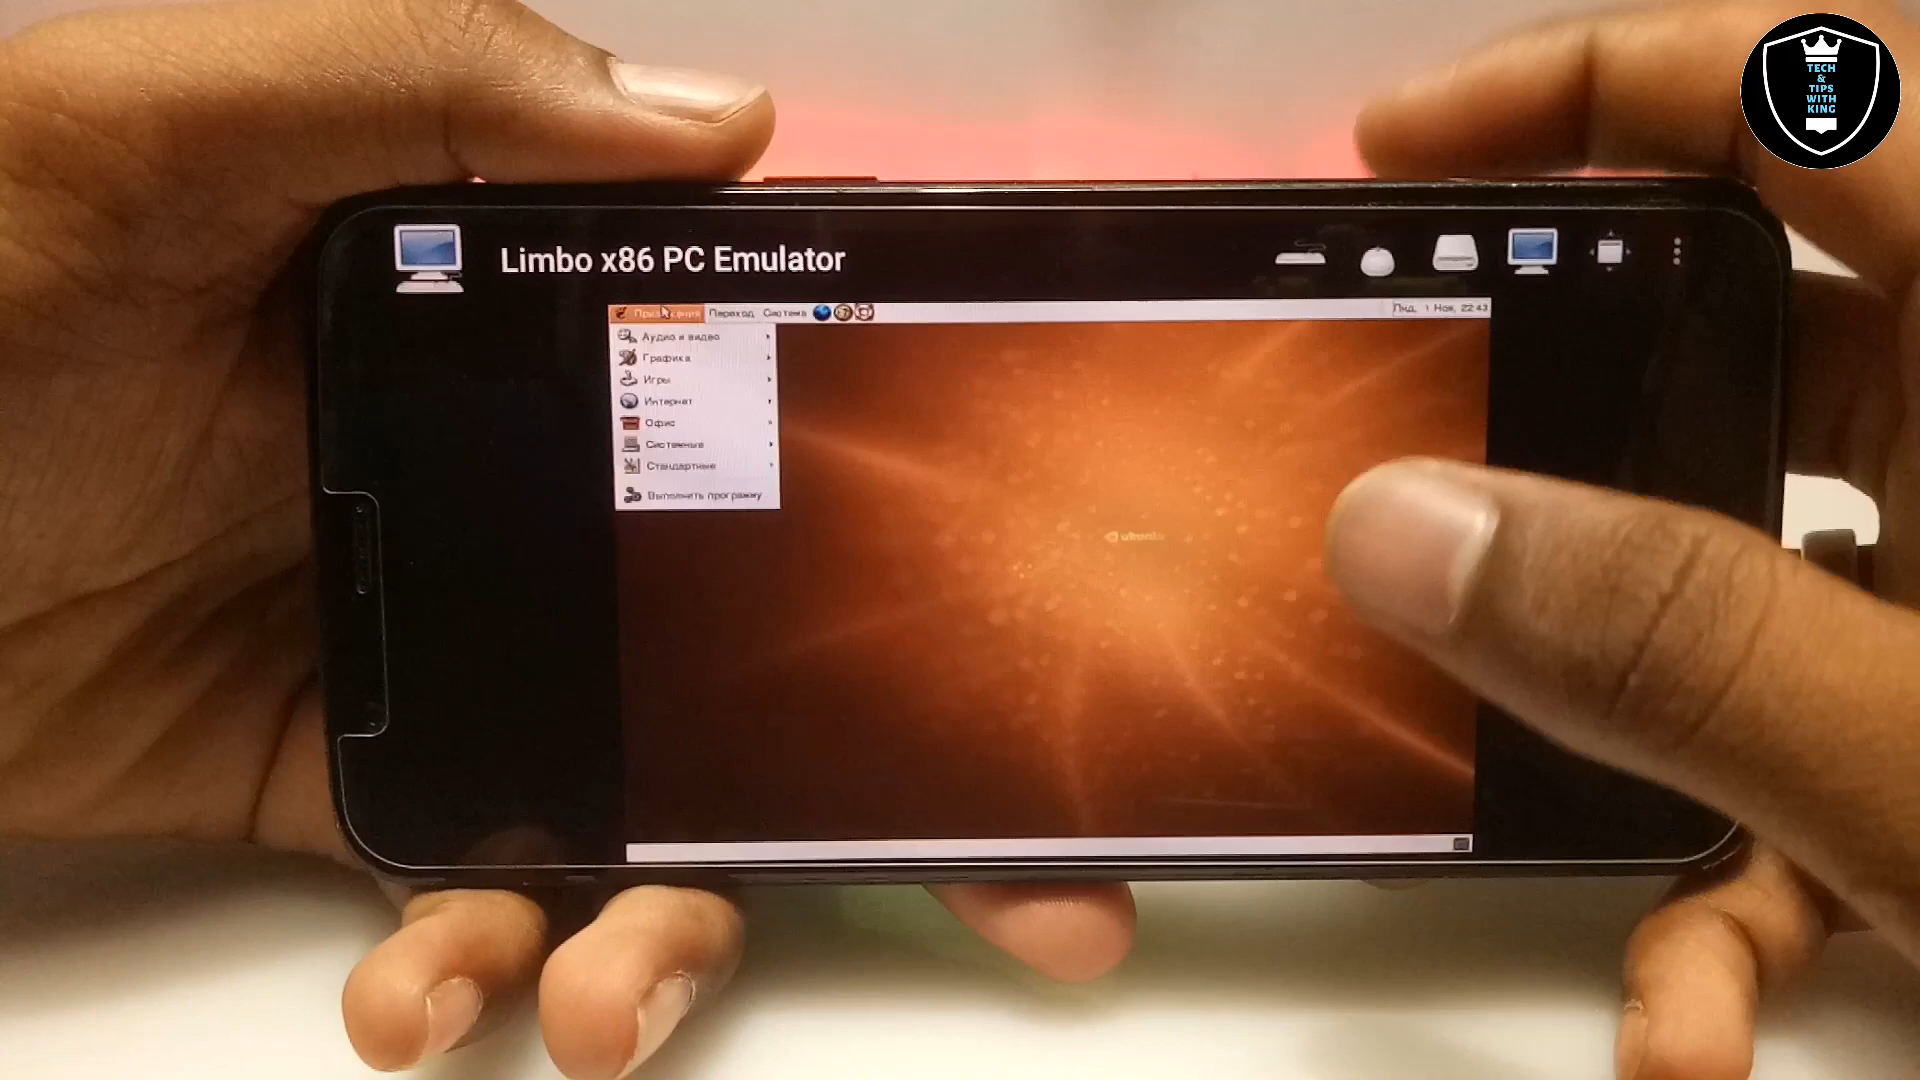 TECH
&
TIPS
WITH
KING
Limbo x86 PC Emulator
Переход Система
Пнд, 1 Ноя, 22:43
Аудио и видео
Графика
Игры
Интернет
Офис
Системные
Стандартные
Выполнить программу
ubuntu